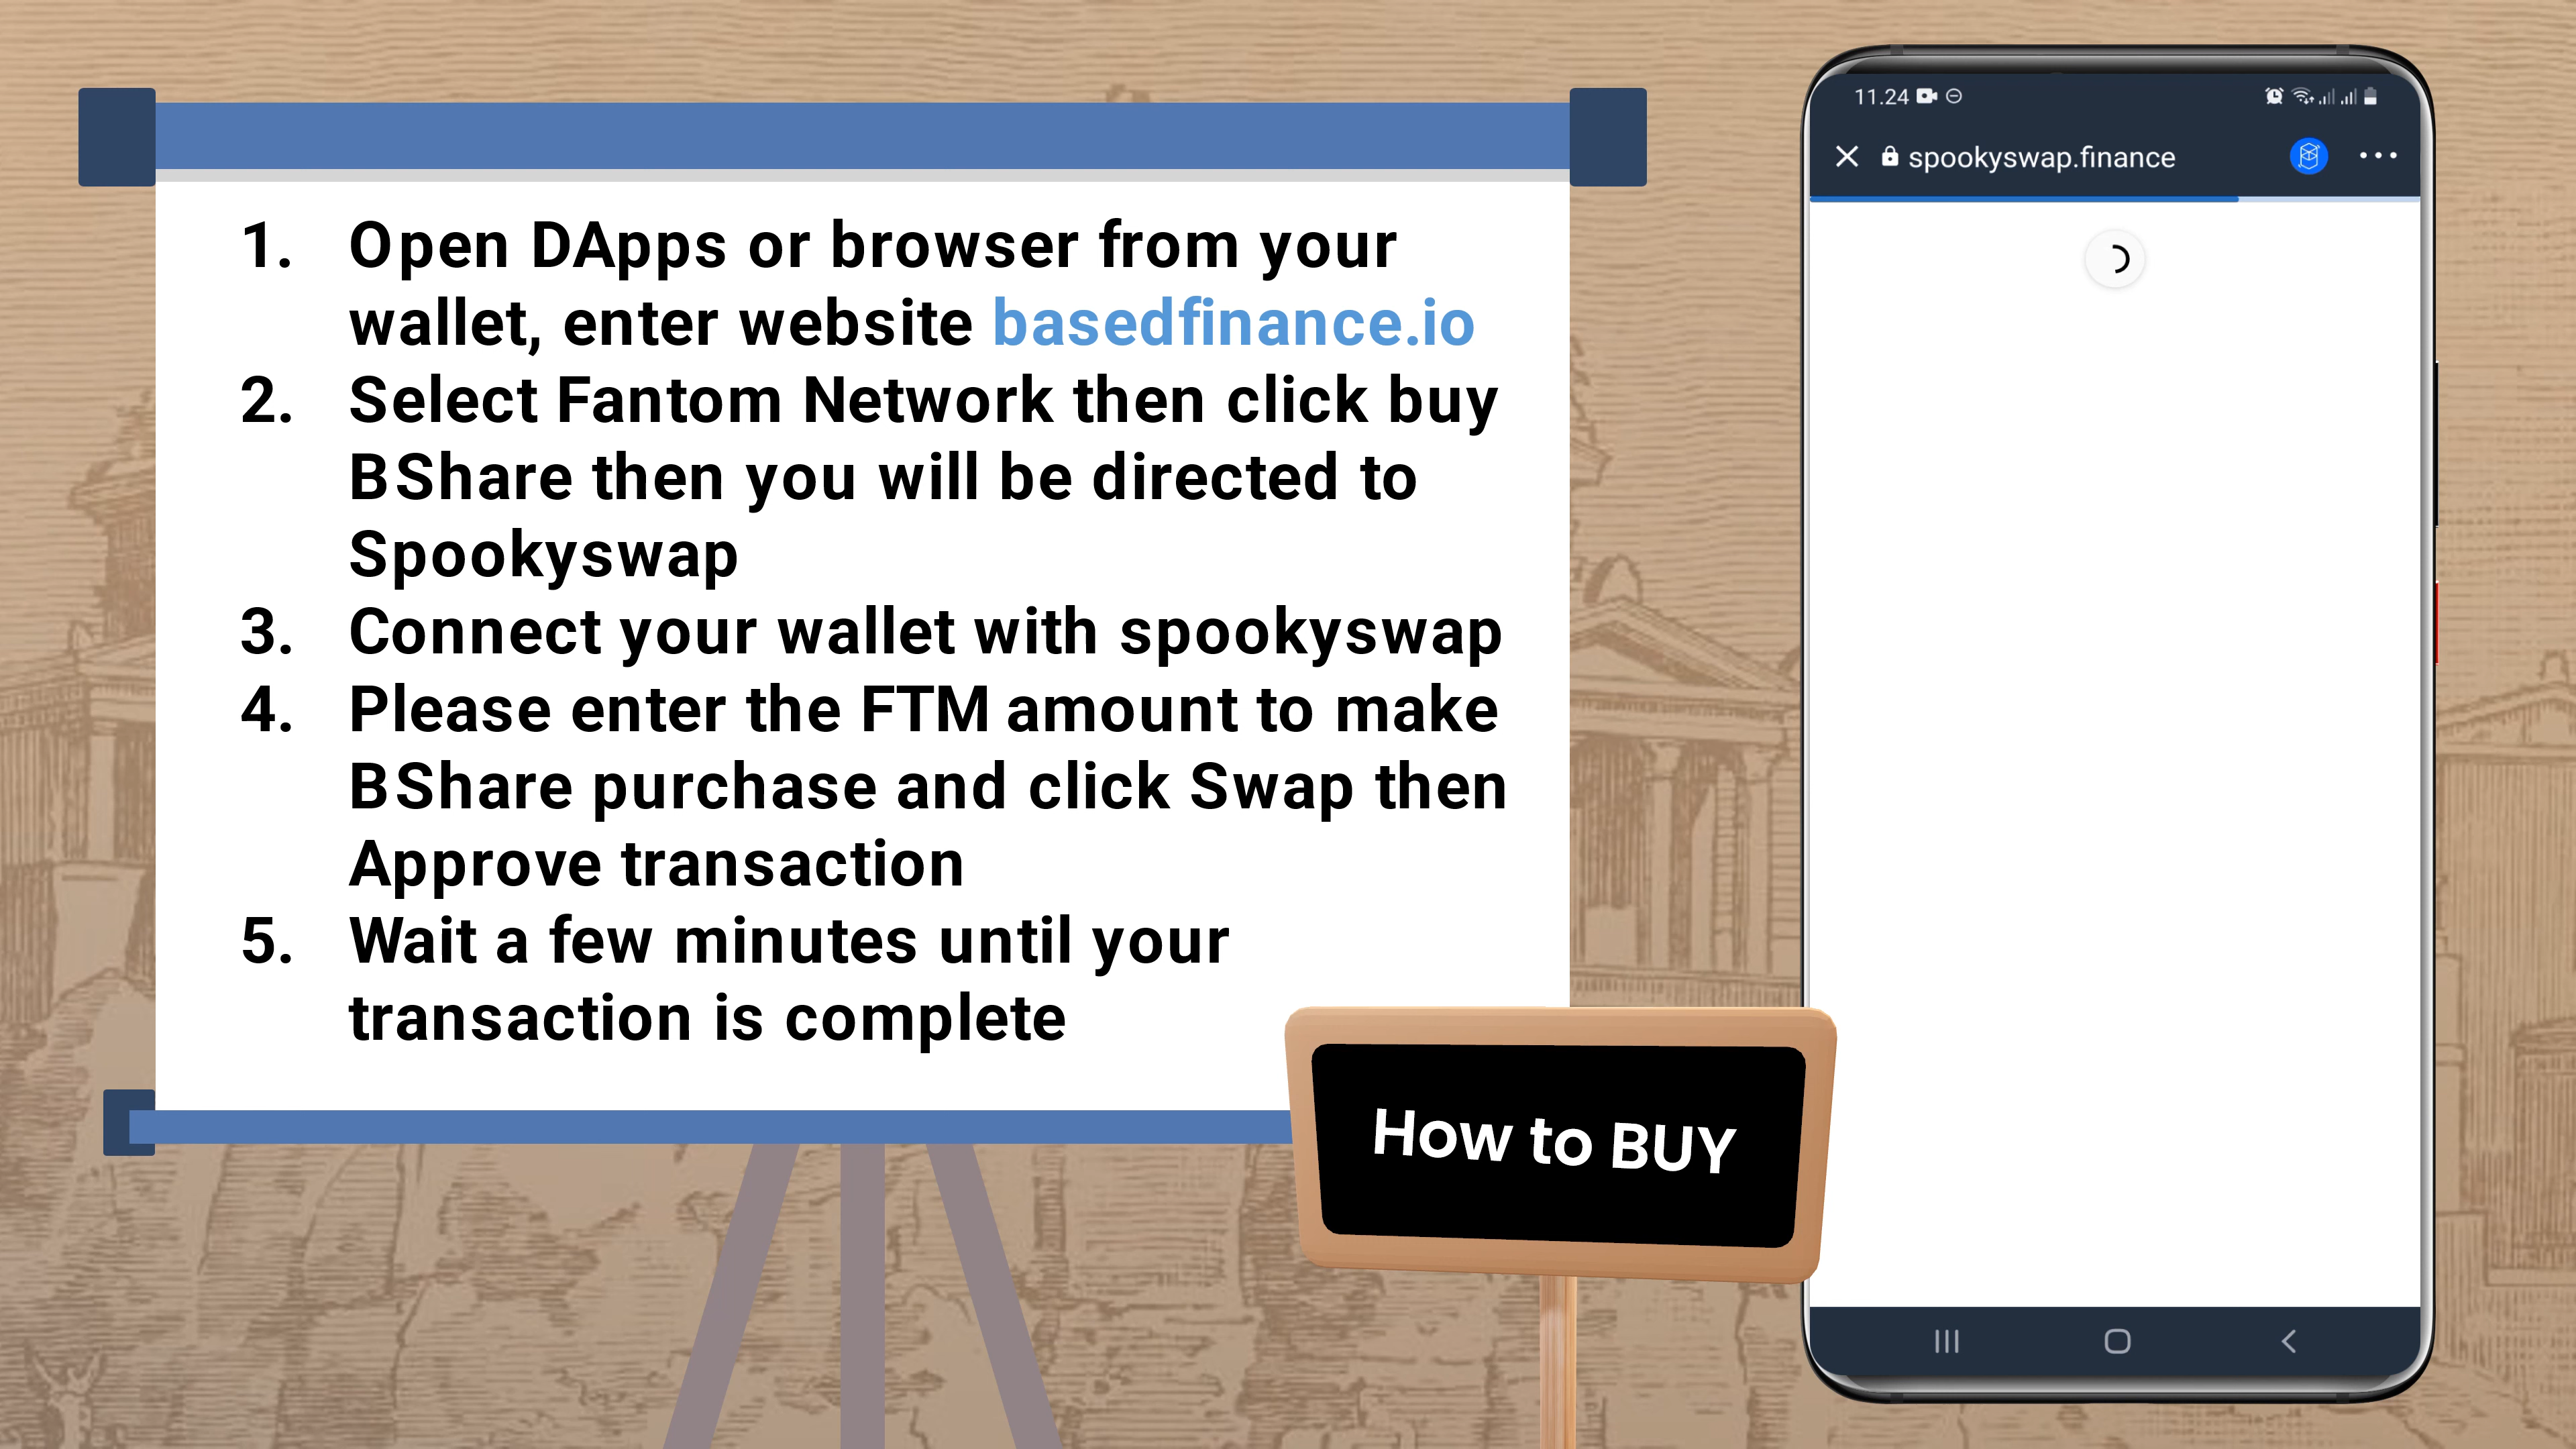 1. Open DApps or browser from your
wallet, enter website basedfinance.io
2. Select Fantom Network then click buy
BShare then you will be directed to
Spookyswap
3. Connect your wallet with spookyswap
4. Please enter the FTM amount to make
BShare purchase and click Swap then
Approve transaction
5. Wait a few minutes until your
transaction is complete
How to BUY
11.24
spookyswap.finance